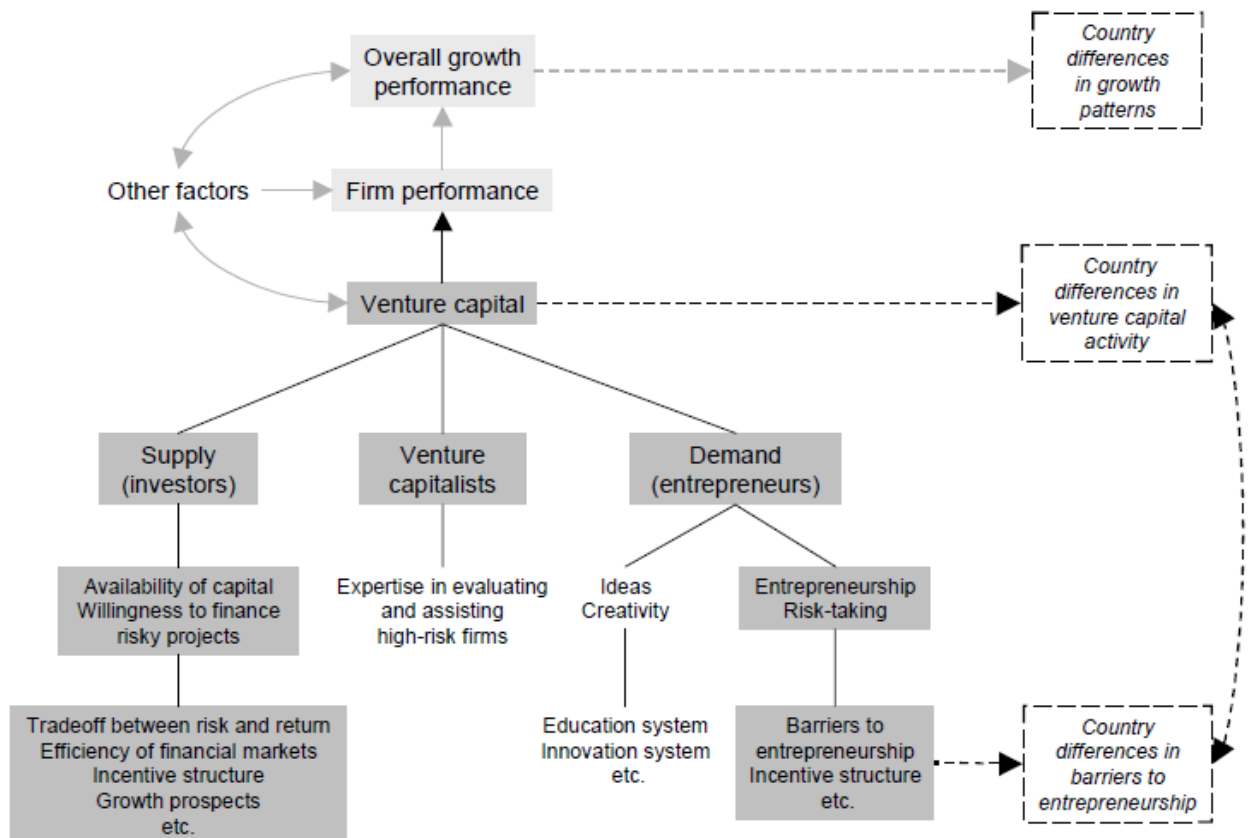 Overall growth
performance
Country
differences
in growth
patterns
Other factors
Firm performance
Venture capital
Country
differences in
venture capital
activity
Supply
(investors)
Venture
capitalists
Demand
(entrepreneurs)
Availability of capital
Willingness to finance
risky projects
Expertise in evaluating
and assisting
high-risk firms
Ideas
Creativity
Entrepreneurship
Risk-taking
Tradeoff between risk and return
Efficiency of financial markets
Incentive structure
Growth prospects
etc.
Education system
Innovation system
etc.
Barriers to
entrepreneurship
Incentive structure
etc.
Country
differences in
barriers to
entrepreneurship